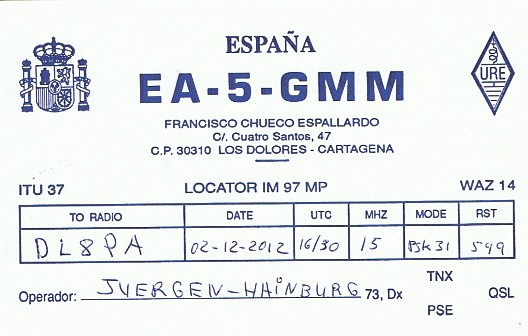 ESPAÑA
EA-5-GMM
URE
FRANCISCO CHUECO ESPALLARDO
C/. Cuatro Santos, 47
C.P. 30310 LOS DOLORES - CARTAGENA
ITU 37 LOCATOR IM 97 MP WAZ 14
TO RADIO DATE UTC MHZ MODE RST
DL8PA 02-12-2012 16/30 15 PSK31 599
TNX
Operador: JUERGEN-HAINBURG 73, Dx QSL
PSE